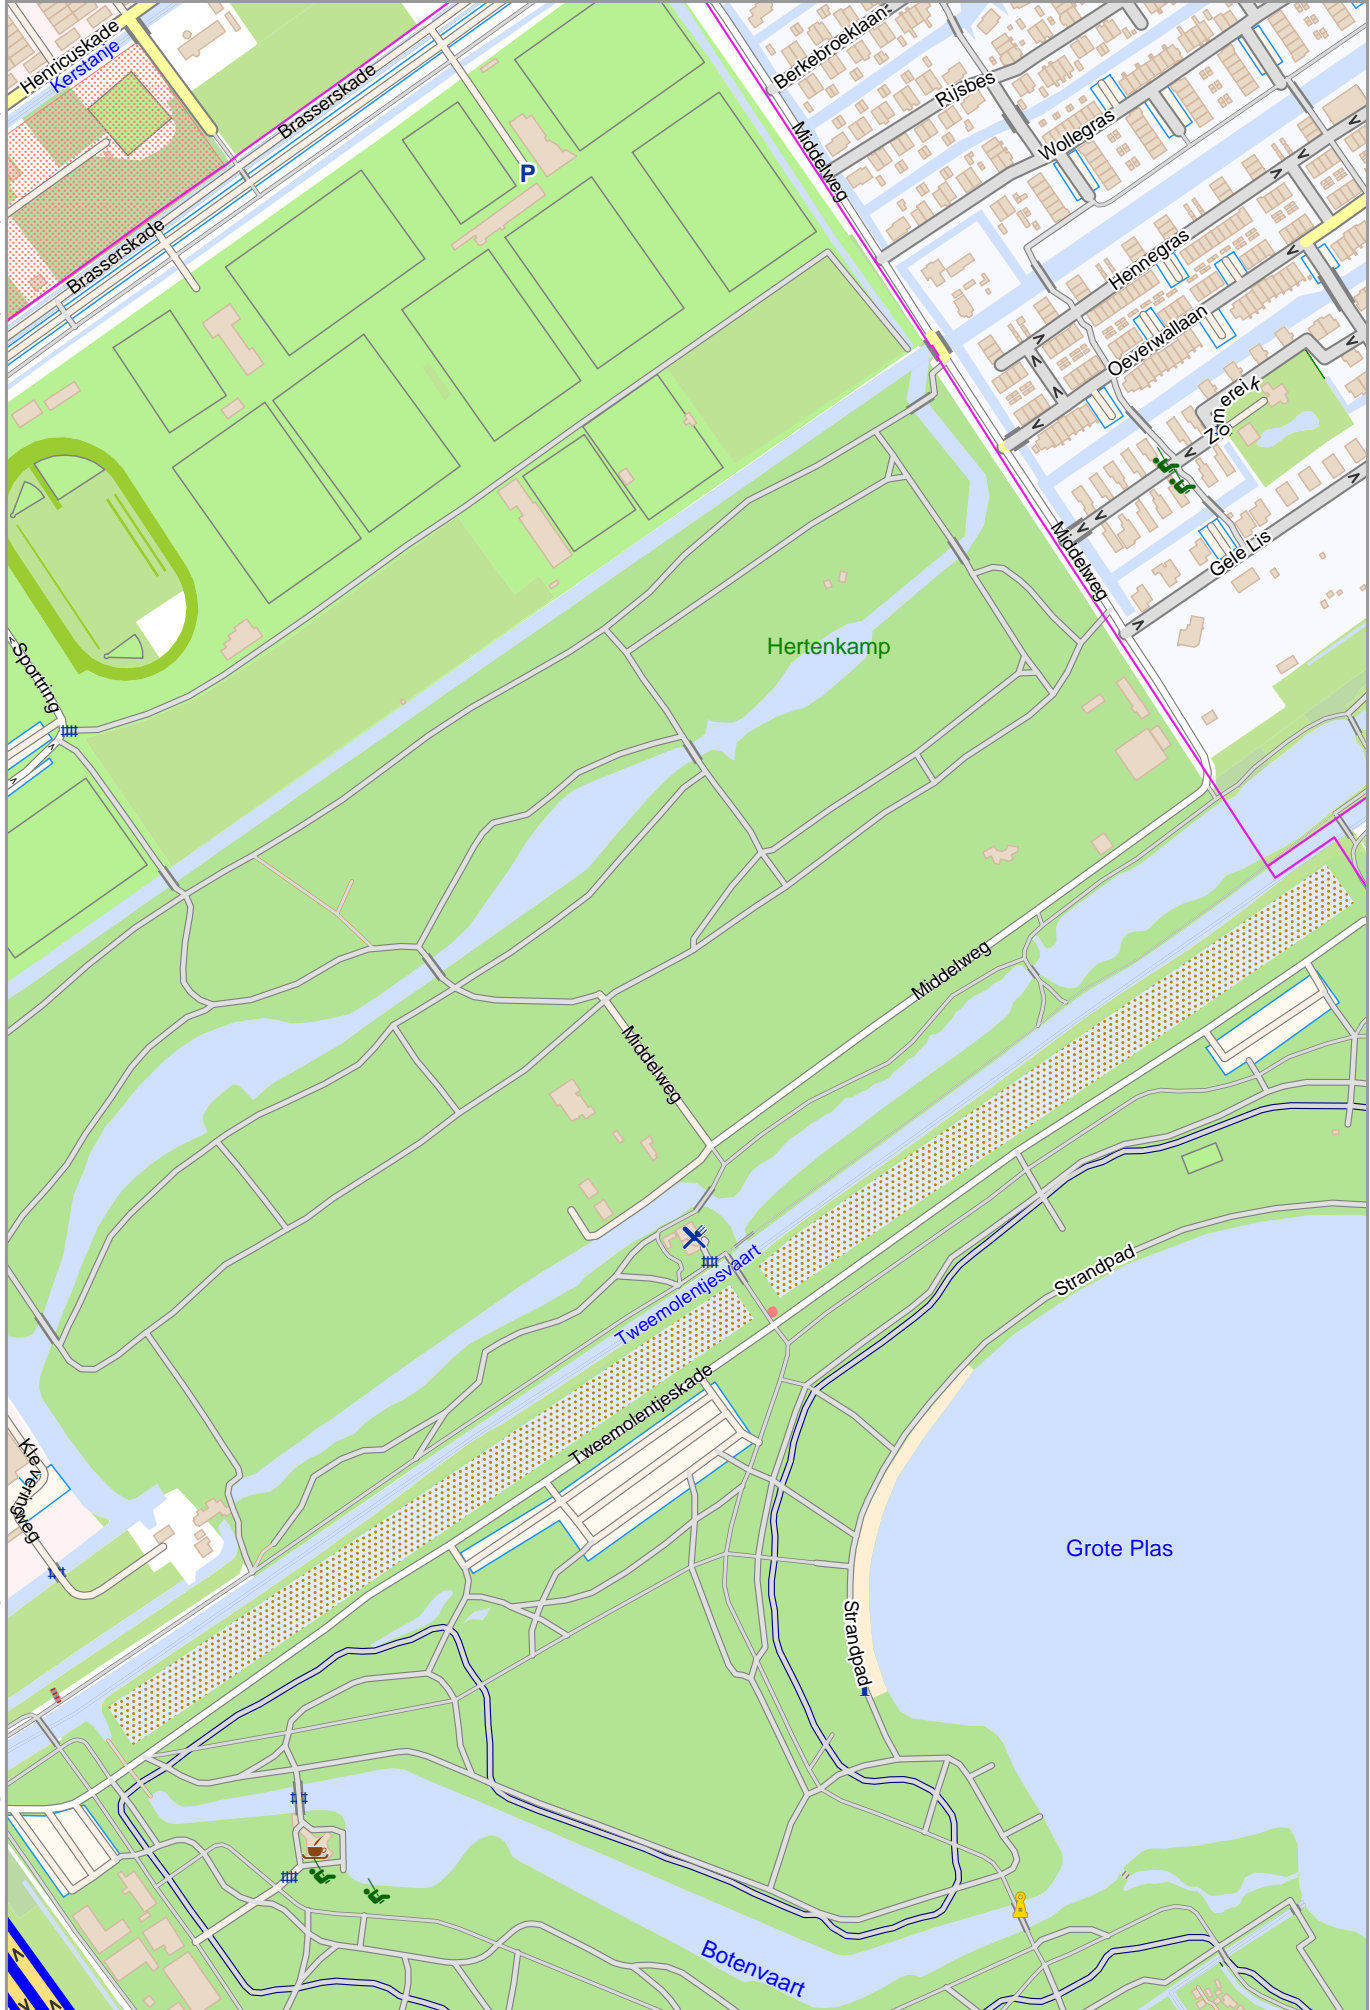 Henricuskade
Kerstanje
Brasserskade
Brasserskade
P
Berkebroeklaan
Rijsbes
Wollegras
Middelweg
Hennegras
Oeverwallaan
Zomereik
Middelweg
Gele Lis
Hertenkamp
Sportring
Middelweg
Middelweg
Tweemolentjesvaart
Strandpad
Tweemolentjeskade
Grote Plas
Strandpad
Botenvaart